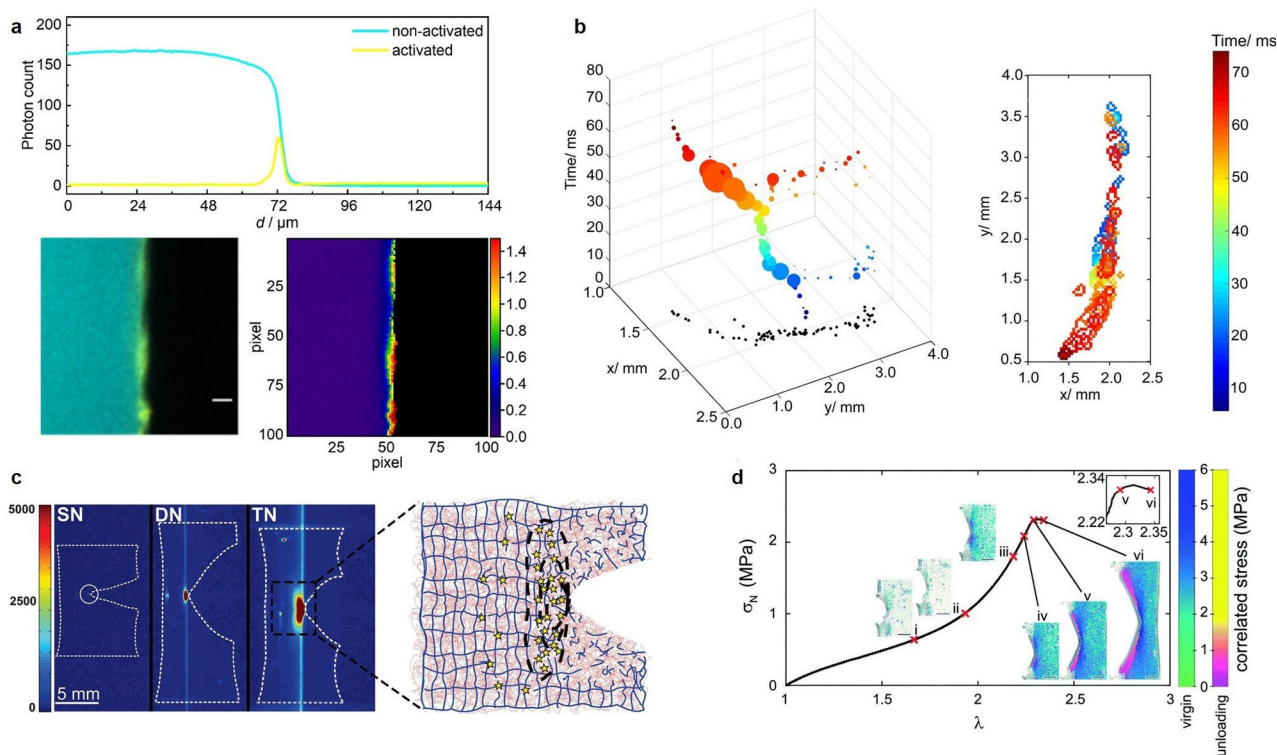 a
200
150
100
50
0
Photon count
non-activated
activated
0 24 48 72 96 120 144
d / µm
25
50
75
100
pixel
25 50 75 100
pixel
1.4
1.2
1.0
0.8
0.6
0.4
0.2
0.0
b
80
70
60
50
40
30
20
10
0
Time/ ms
1.0
1.5
2.0
2.5
x/ mm
0.0
1.0
2.0
3.0
4.0
y/ mm
4.0
3.5
3.0
2.5
2.0
1.5
1.0
0.5
y/ mm
1.0 1.5 2.0 2.5
x/ mm
Time/ ms
70
60
50
40
30
20
10
c
5000
2500
0
SN
DN
TN
5 mm
d
3
2
1
0
σN (MPa)
1 1.5 2 2.5 3
λ
i
ii
iii
iv
v
vi
2.34
2.22
2.3 2.35
v
vi
6
5
4
3
2
1
0
correlated stress (MPa)
virgin
unloading